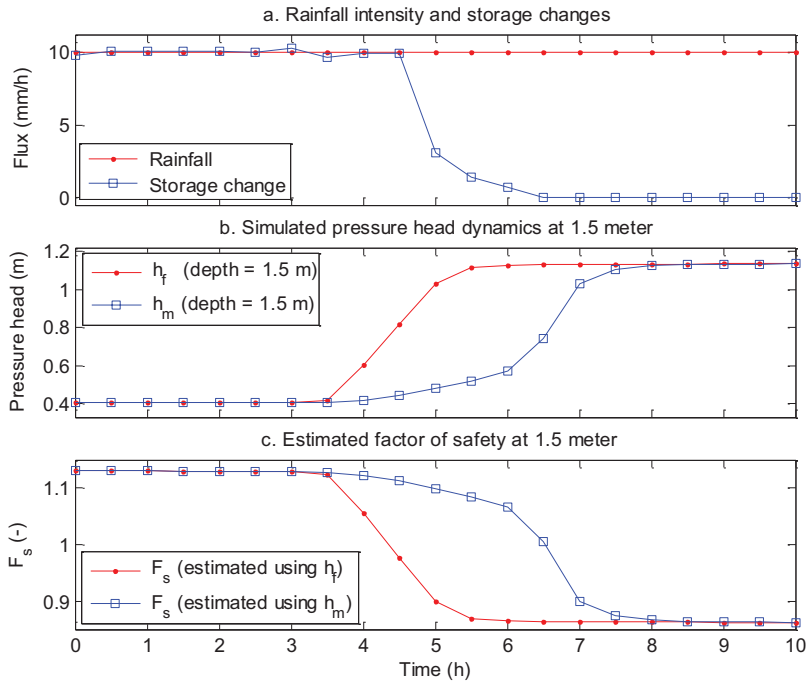 a. Rainfall intensity and storage changes
10
5
0
Flux (mm/h)
Rainfall
Storage change
b. Simulated pressure head dynamics at 1.5 meter
1.2
1
0.8
0.6
0.4
Pressure head (m)
h_f (depth = 1.5 m)
h_m (depth = 1.5 m)
c. Estimated factor of safety at 1.5 meter
1.1
1
0.9
F_s (-)
F_s (estimated using h_f)
F_s (estimated using h_m)
0 1 2 3 4 5 6 7 8 9 10
Time (h)